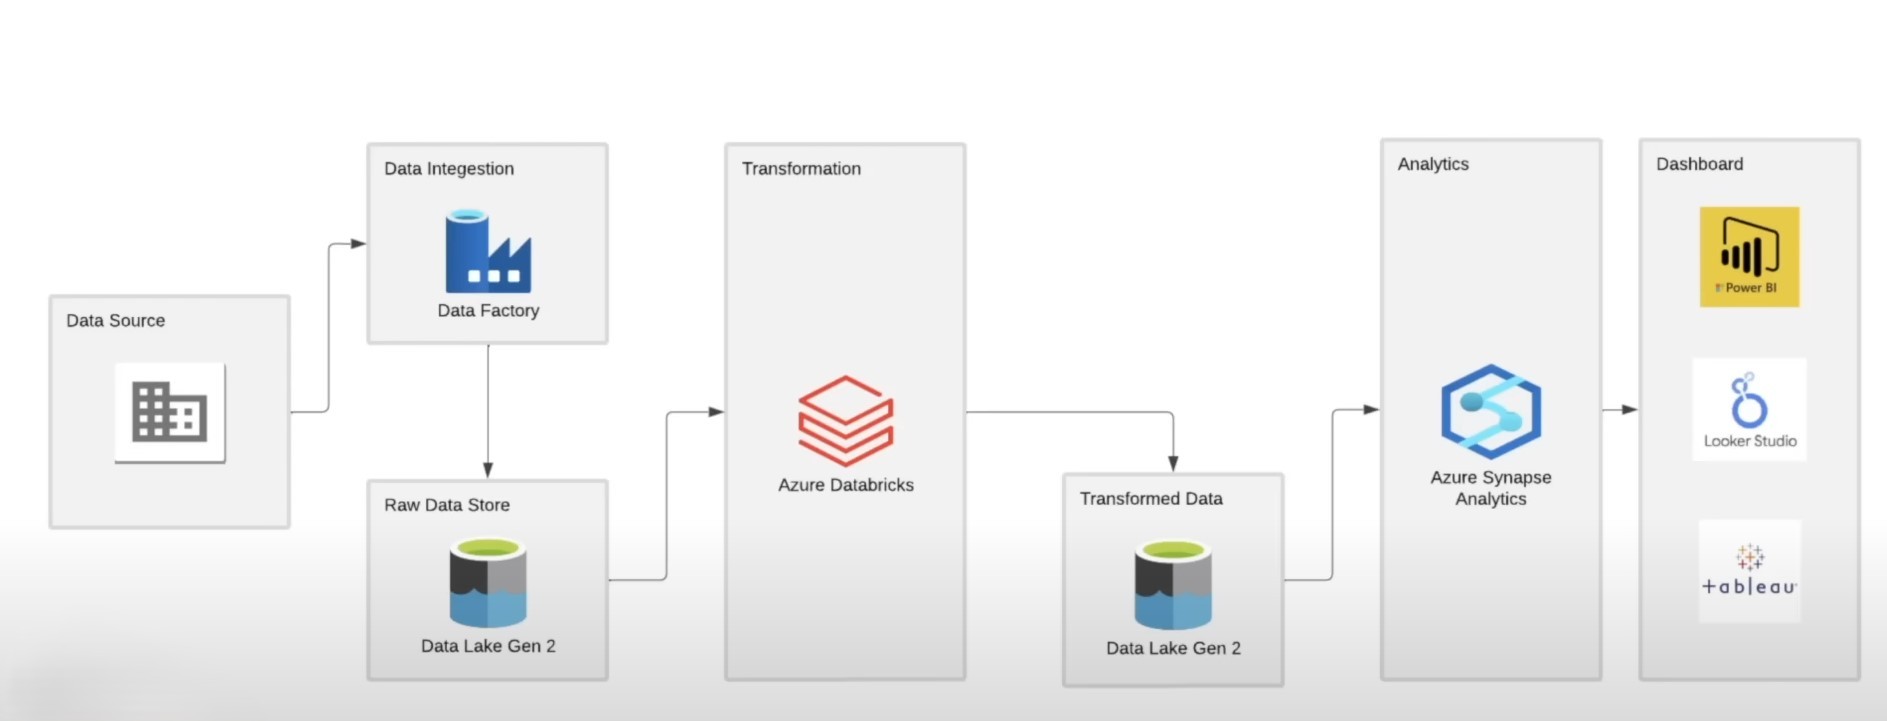 Data Source
Data Integestion
Data Factory
Raw Data Store
Data Lake Gen 2
Transformation
Azure Databricks
Transformed Data
Data Lake Gen 2
Analytics
Azure Synapse
Analytics
Dashboard
Power BI
Looker Studio
+ableau